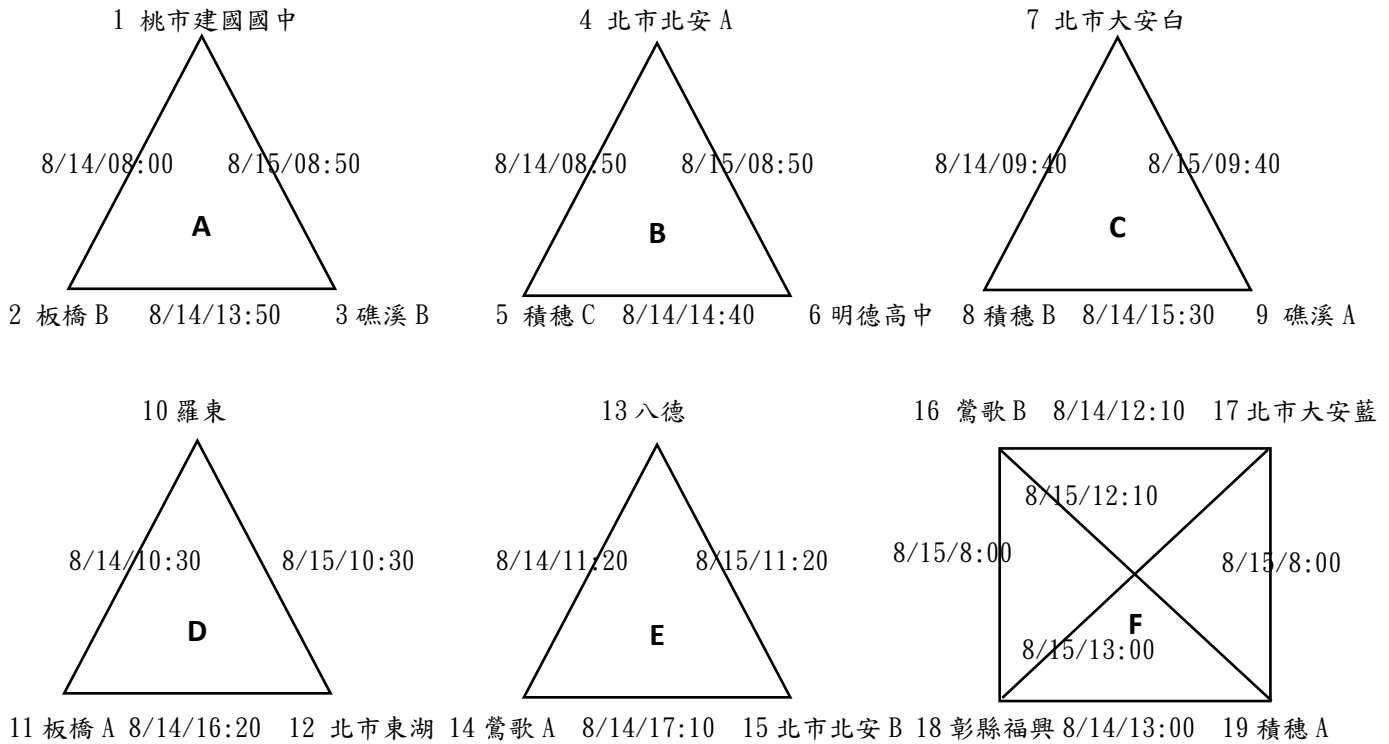 1 桃市建國國中 4 北市北安 A 7 北市大安白
8/14/08:00 8/15/08:50 8/14/08:50 8/15/08:50 8/14/09:40 8/15/09:40
A B C
2 板橋 B 8/14/13:50 3 礁溪 B 5 積穗 C 8/14/14:40 6 明德高中 8 積穗 B 8/14/15:30 9 礁溪 A
10 羅東 13 八德 16 鶯歌 B 8/14/12:10 17 北市大安藍
8/15/12:10
8/14/10:30 8/15/10:30 8/14/11:20 8/15/11:20 8/15/8:00 8/15/8:00
D E F
8/15/13:00
11 板橋 A 8/14/16:20 12 北市東湖 14 鶯歌 A 8/14/17:10 15 北市北安 B 18 彰縣福興 8/14/13:00 19 積穗 A